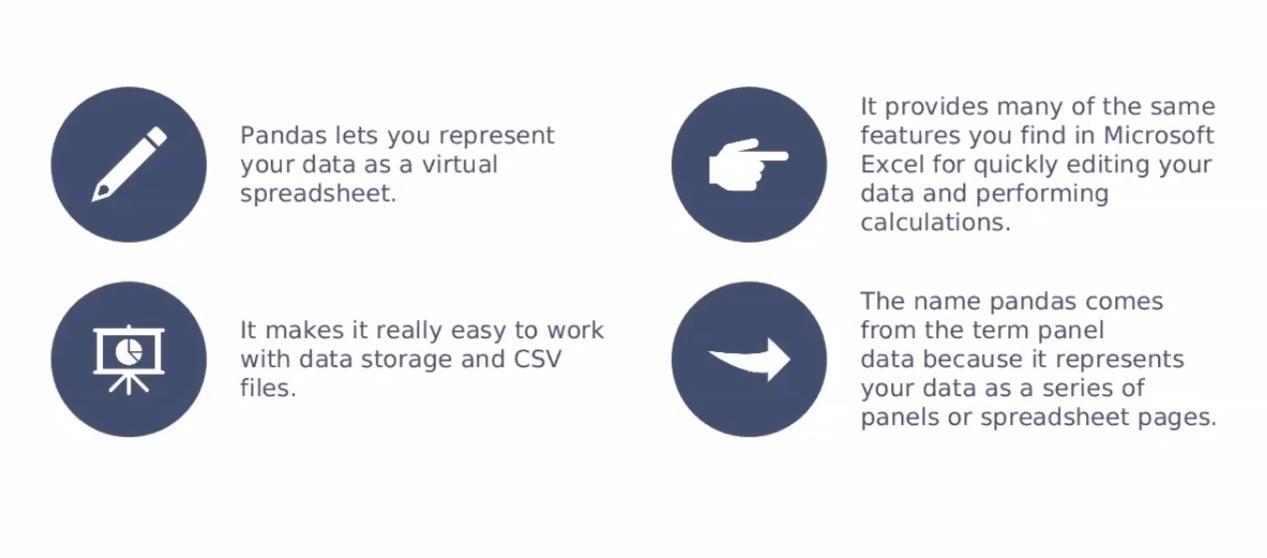 Pandas lets you represent
your data as a virtual
spreadsheet.
It provides many of the same
features you find in Microsoft
Excel for quickly editing your
data and performing
calculations.
It makes it really easy to work
with data storage and CSV
files.
The name pandas comes
from the term panel
data because it represents
your data as a series of
panels or spreadsheet pages.